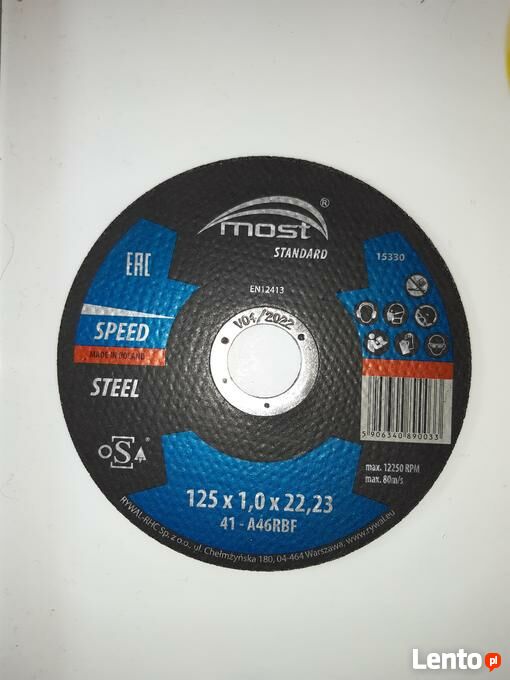 most®
STANDARD
15330
EAC
EN12413
V04/2022
SPEED
MADE IN POLAND
STEEL
oSA
5 906340 890033
max. 12250 RPM
max. 80m/s
125 x 1,0 x 22,23
41 - A46RBF
RYWAL-RHC Sp. z o.o., ul. Chełmżyńska 180, 04-464 Warszawa, www.rywal.eu
Lento.pl